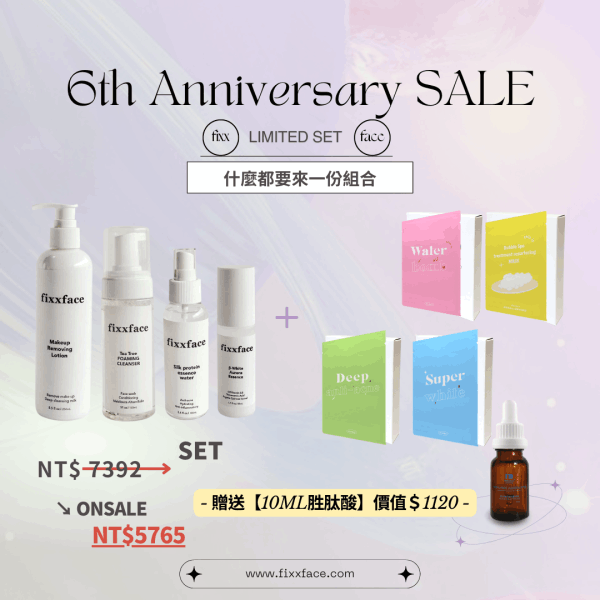 6th Anniversary SALE
fixx LIMITED SET face
什麼都要來一份組合
fixxface
Makeup
Removing
Lotion
fixxface
Tea Tree
FOAMING
CLEANSER
fixxface
Silk protein
essence
water
fixxface
+
Water
Deep
Super
SET
NT$ 7392
↘ ONSALE
NT$5765
- 贈送【10ML胜肽酸】價值$1120 -
www.fixxface.com